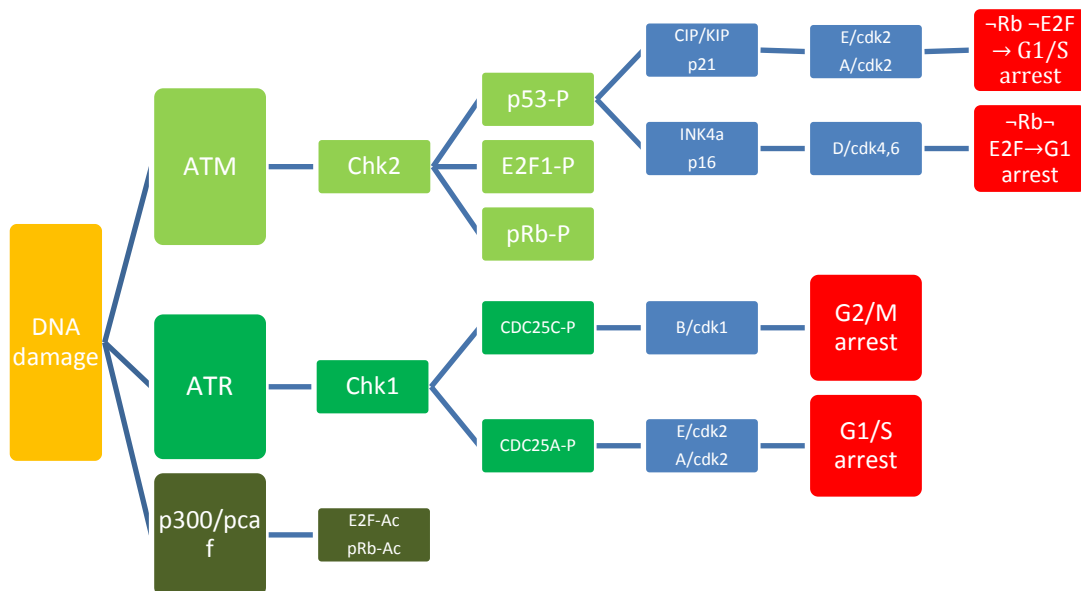 DNA
damage
ATM
Chk2
p53-P
E2F1-P
pRb-P
CIP/KIP
p21
E/cdk2
A/cdk2
¬Rb ¬E2F
→ G1/S
arrest
INK4a
p16
D/cdk4,6
¬Rb¬
E2F→G1
arrest
ATR
Chk1
CDC25C-P
B/cdk1
G2/M
arrest
CDC25A-P
E/cdk2
A/cdk2
G1/S
arrest
p300/pca
f
E2F-Ac
pRb-Ac